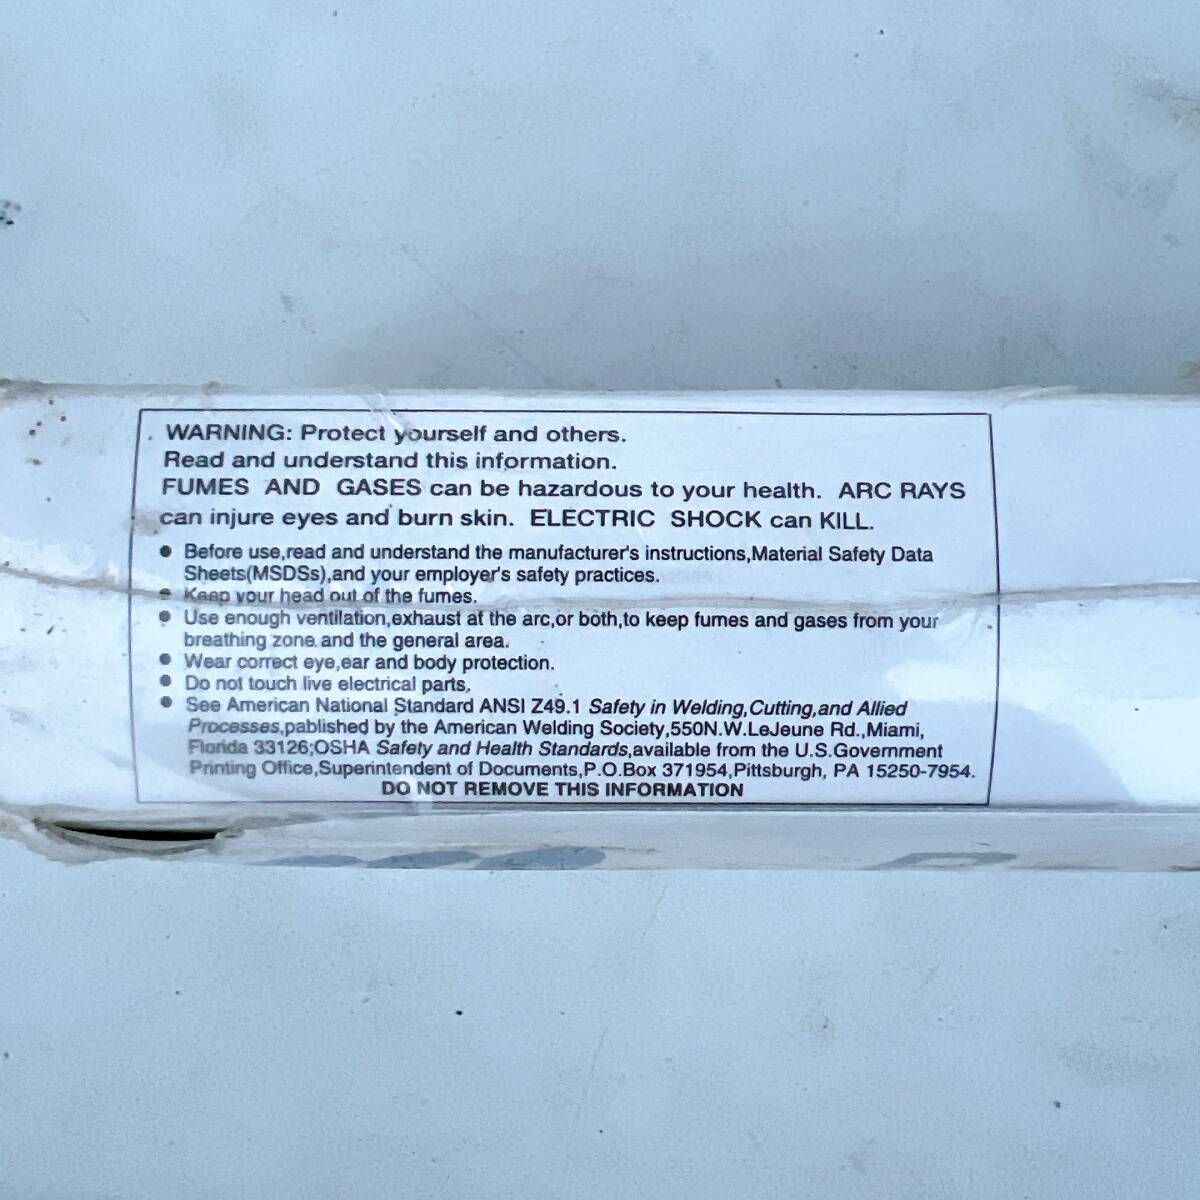 WARNING: Protect yourself and others.
Read and understand this information.
FUMES AND GASES can be hazardous to your health. ARC RAYS
can injure eyes and burn skin. ELECTRIC SHOCK can KILL.
● Before use,read and understand the manufacturer's instructions,Material Safety Data
Sheets(MSDSs),and your employer's safety practices.
● Keep your head out of the fumes.
● Use enough ventilation,exhaust at the arc,or both,to keep fumes and gases from your
breathing zone and the general area.
● Wear correct eye,ear and body protection.
● Do not touch live electrical parts.
● See American National Standard ANSI Z49.1 Safety in Welding,Cutting,and Allied
Processes,pablished by the American Welding Society,550N.W.LeJeune Rd.,Miami,
Florida 33126;OSHA Safety and Health Standards,available from the U.S.Government
Printing Office,Superintendent of Documents,P.O.Box 371954,Pittsburgh, PA 15250-7954.
DO NOT REMOVE THIS INFORMATION